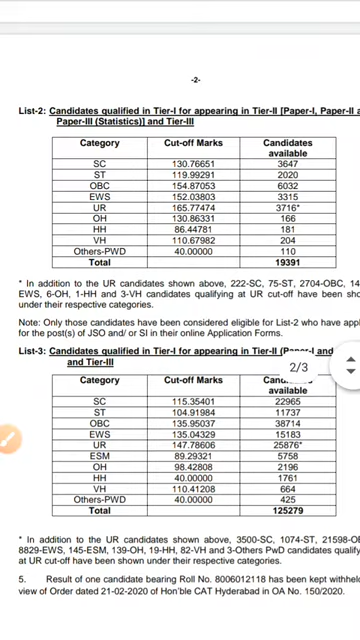 -2-
List-2: Candidates qualified in Tier-I for appearing in Tier-II [Paper-I, Paper-II a
Paper-III (Statistics)] and Tier-III
Category Cut-off Marks Candidates available
SC 130.76651 3647
ST 119.99291 2020
OBC 154.87053 6032
EWS 152.03803 3315
UR 165.77474 3716*
OH 130.86331 166
HH 86.44781 181
VH 110.67982 204
Others-PWD 40.00000 110
Total 19391
* In addition to the UR candidates shown above, 222-SC, 75-ST, 2704-OBC, 14
EWS, 6-OH, 1-HH and 3-VH candidates qualifying at UR cut-off have been sho
under their respective categories.
Note: Only those candidates have been considered eligible for List-2 who have appl
for the post(s) of JSO and/ or SI in their online Application Forms.
List-3: Candidates qualified in Tier-I for appearing in Tier-II (Paper-I and
and Tier-III
2/3
Category Cut-off Marks available
SC 115.35401 22965
ST 104.91984 11737
OBC 135.95037 38714
EWS 135.04329 15183
UR 147.78606 25876*
ESM 89.29321 5758
OH 98.42808 2196
HH 40.00000 1761
VH 110.41208 664
Others-PWD 40.00000 425
Total 125279
* In addition to the UR candidates shown above, 3500-SC, 1074-ST, 21598-OB
8829-EWS, 145-ESM, 139-OH, 19-HH, 82-VH and 3-Others PwD candidates qualify
at UR cut-off have been shown under their respective categories.
5. Result of one candidate bearing Roll No. 8006012118 has been kept withheld
view of Order dated 21-02-2020 of Hon'ble CAT Hyderabad in OA No. 150/2020.